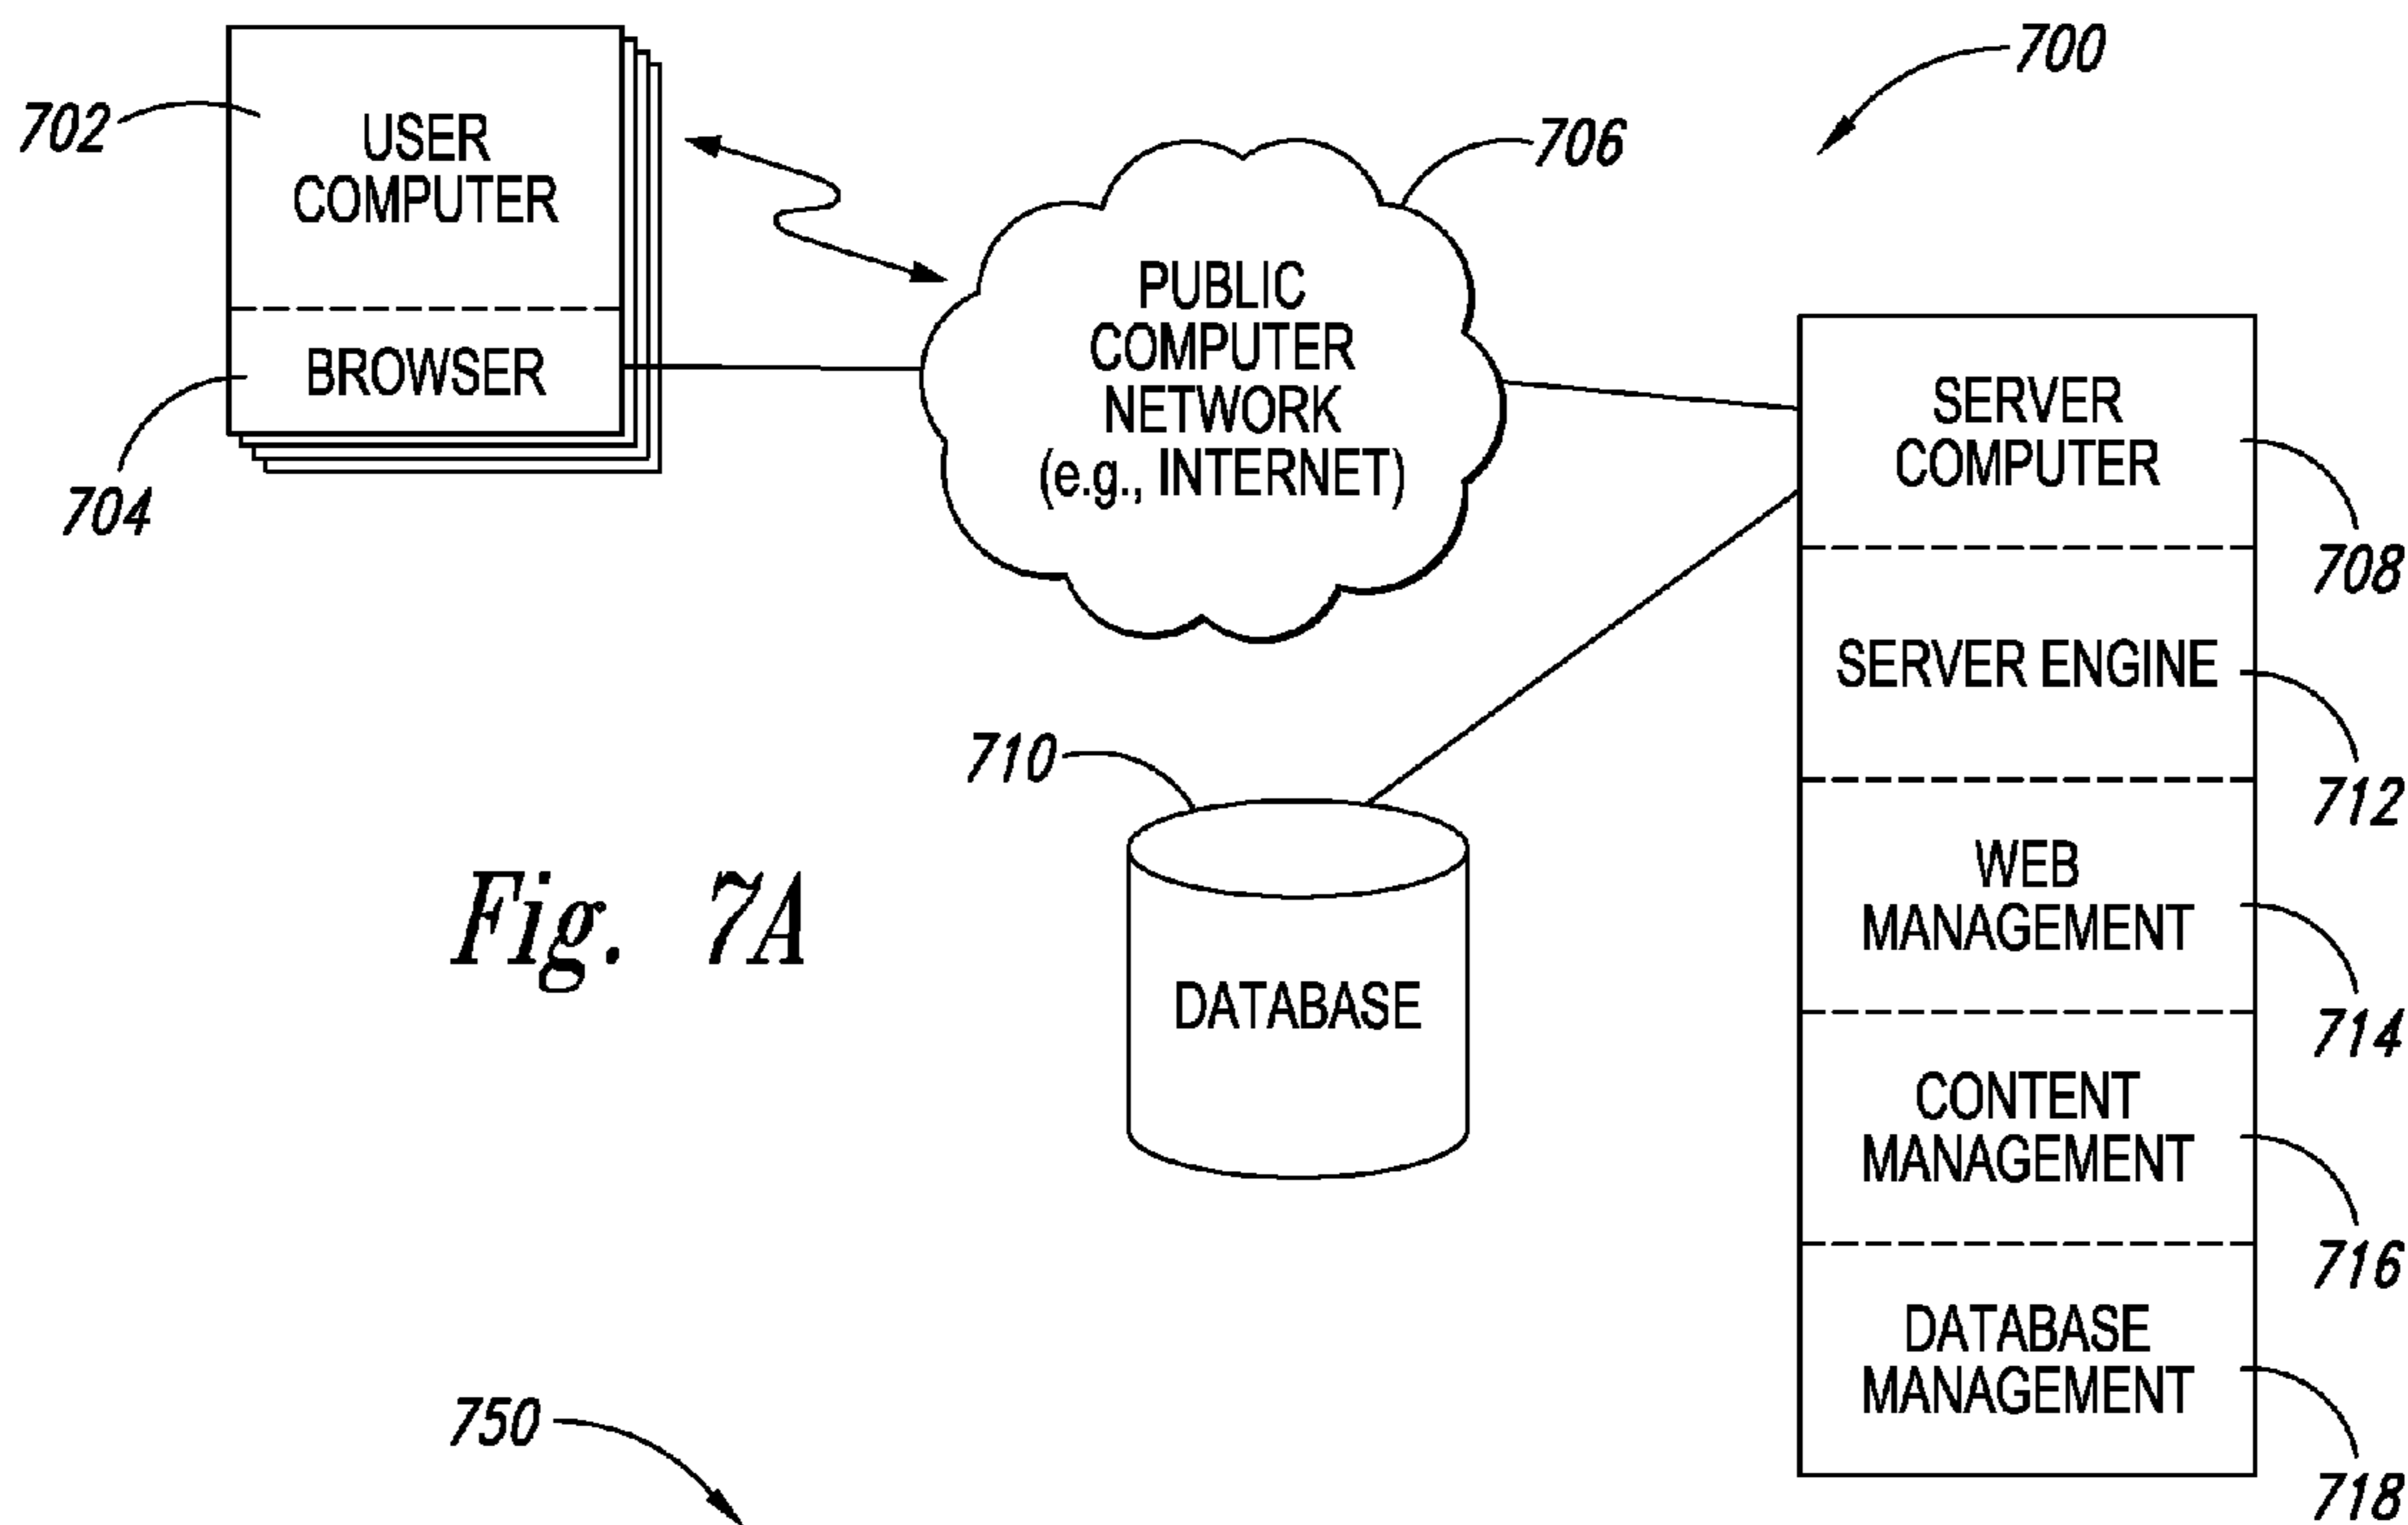 700
702
USER
COMPUTER
706
PUBLIC
COMPUTER
NETWORK
(e.g., INTERNET)
BROWSER
704
SERVER
COMPUTER
708
SERVER ENGINE
712
710
DATABASE
WEB
MANAGEMENT
714
CONTENT
MANAGEMENT
716
DATABASE
MANAGEMENT
718
Fig. 7A
750